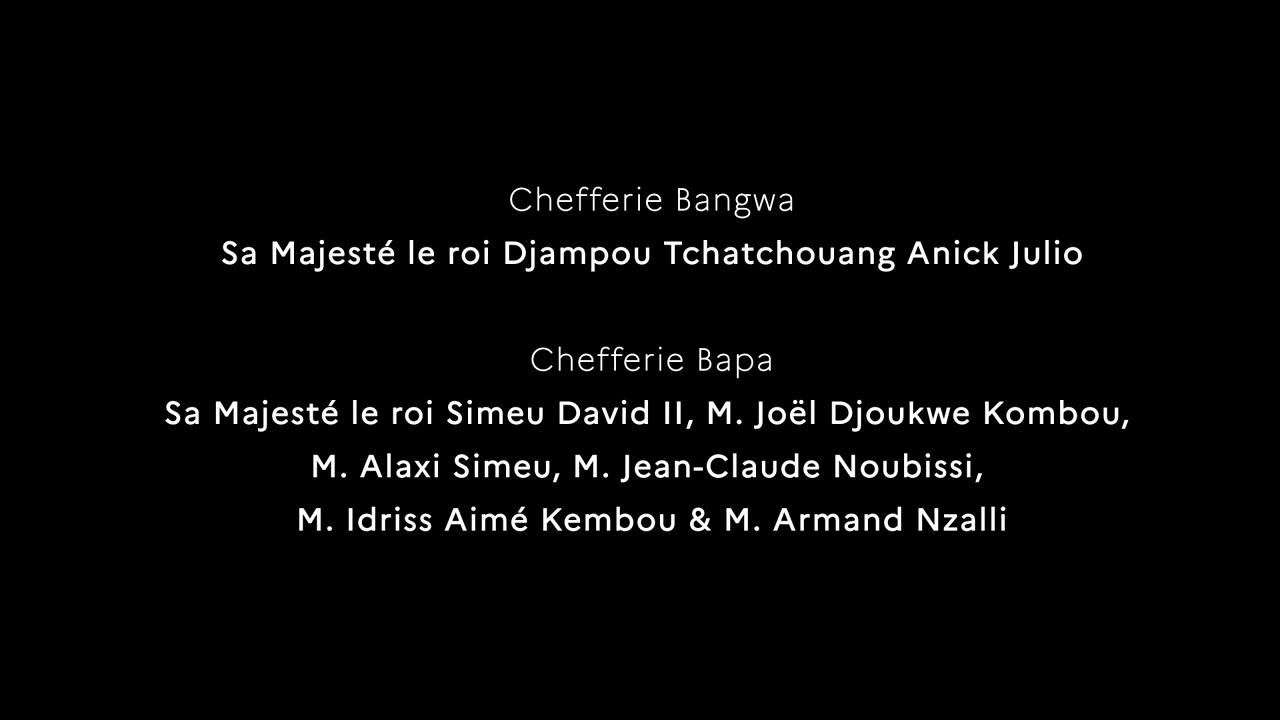 Chefferie Bangwa
Sa Majesté le roi Djampou Tchatchouang Anick Julio
Chefferie Bapa
Sa Majesté le roi Simeu David II, M. Joël Djoukwe Kombou,
M. Alaxi Simeu, M. Jean-Claude Noubissi,
M. Idriss Aimé Kembou & M. Armand Nzalli